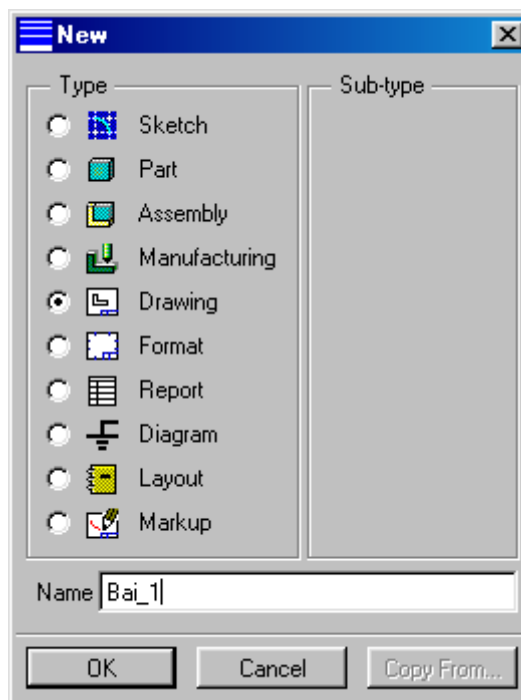 New
Type
Sub-type
Sketch
Part
Assembly
Manufacturing
Drawing
Format
Report
Diagram
Layout
Markup
Name Bai_1
OK Cancel Copy From...